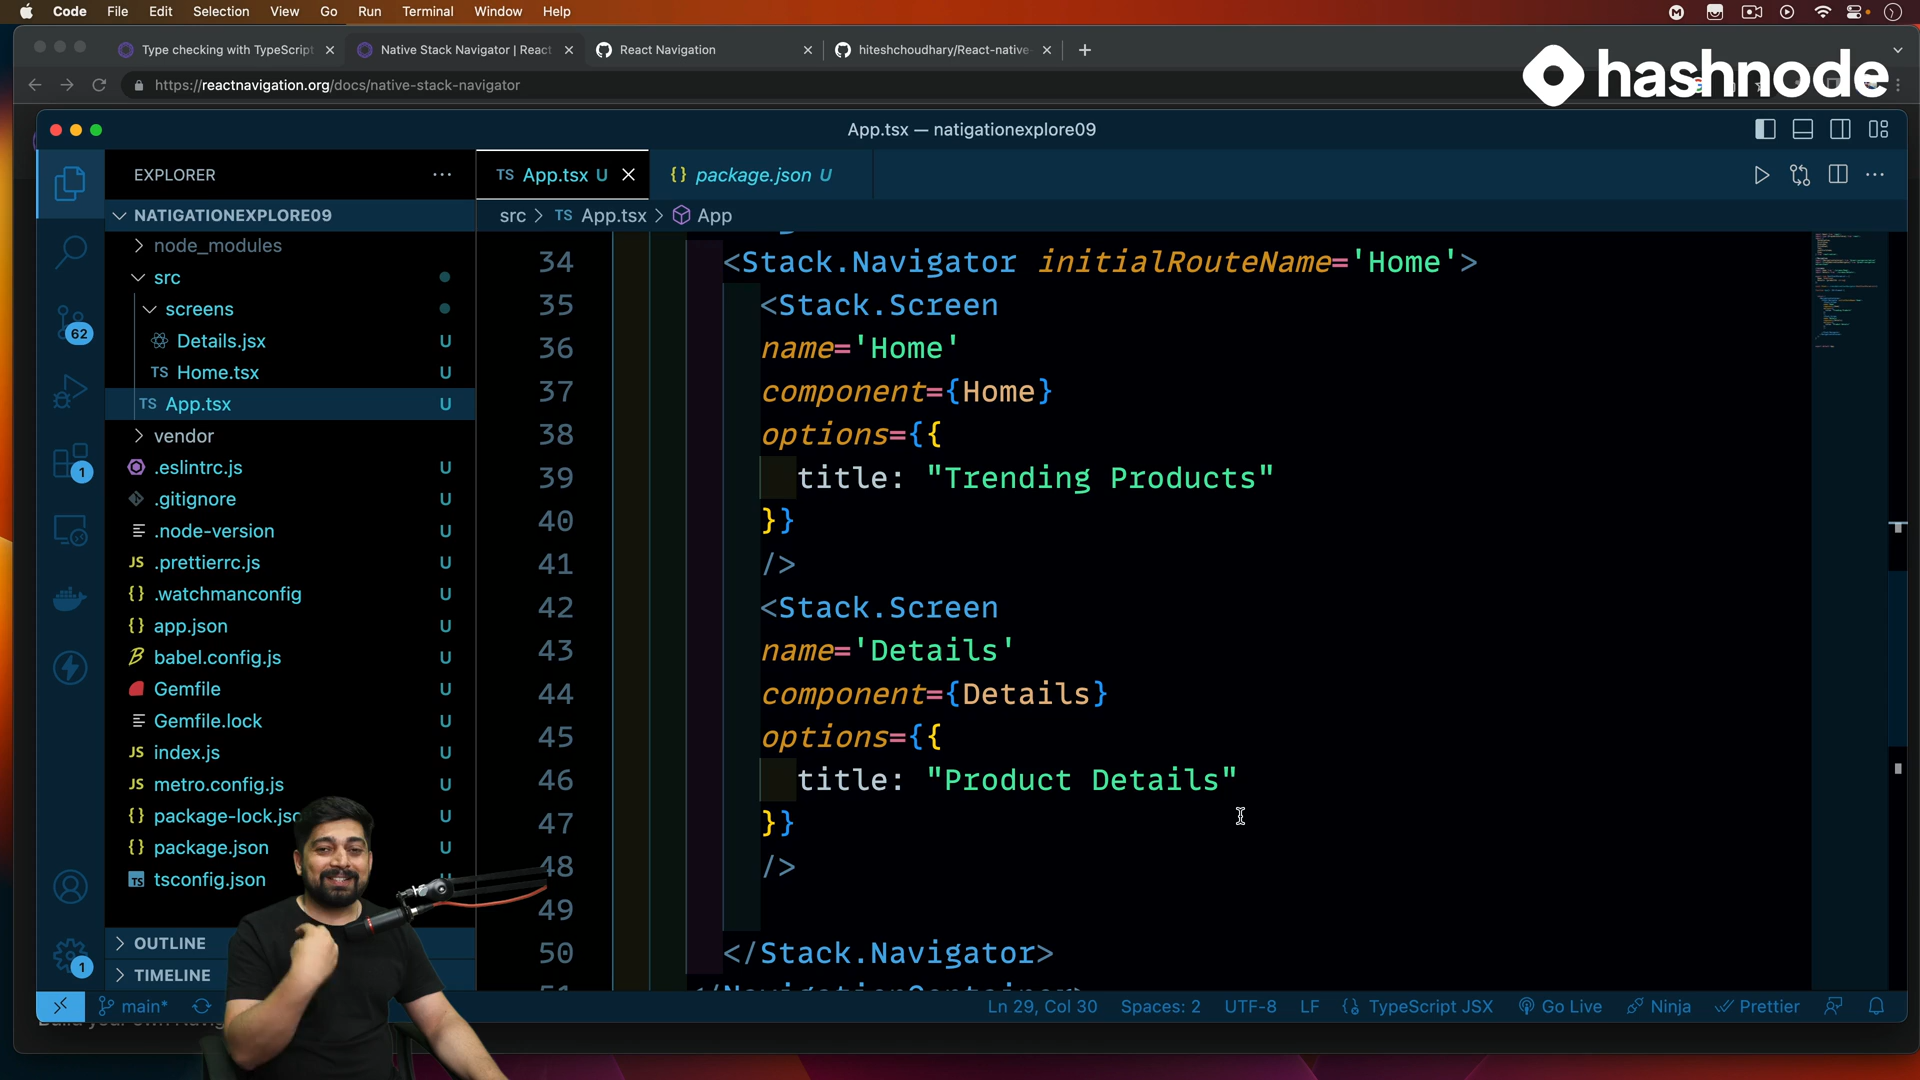 Code File Edit Selection View Go Run Terminal Window Help
Type checking with TypeScript
Native Stack Navigator | React
React Navigation
hiteshchoudhary/React-native-
https://reactnavigation.org/docs/native-stack-navigator
hashnode
App.tsx — natigationexplore09
EXPLORER
TS App.tsx U
{} package.json U
src > TS App.tsx > App
NATIGATIONEXPLORE09
node_modules
src
screens
Details.jsx U
TS Home.tsx U
TS App.tsx U
vendor
.eslintrc.js U
.gitignore U
.node-version U
JS .prettierrc.js U
{} .watchmanconfig U
{} app.json U
babel.config.js U
Gemfile U
Gemfile.lock U
JS index.js U
JS metro.config.js U
{} package-lock.jso U
{} package.json U
TS tsconfig.json
OUTLINE
TIMELINE
62
1
1
34 <Stack.Navigator initialRouteName='Home'>
35 <Stack.Screen
36 name='Home'
37 component={Home}
38 options={{
39 title: "Trending Products"
40 }}
41 />
42 <Stack.Screen
43 name='Details'
44 component={Details}
45 options={{
46 title: "Product Details"
47 }}
48 />
49
50 </Stack.Navigator>
51 </NavigationContainer>
main* Ln 29, Col 30 Spaces: 2 UTF-8 LF {} TypeScript JSX Go Live Ninja Prettier
Build your own Navig